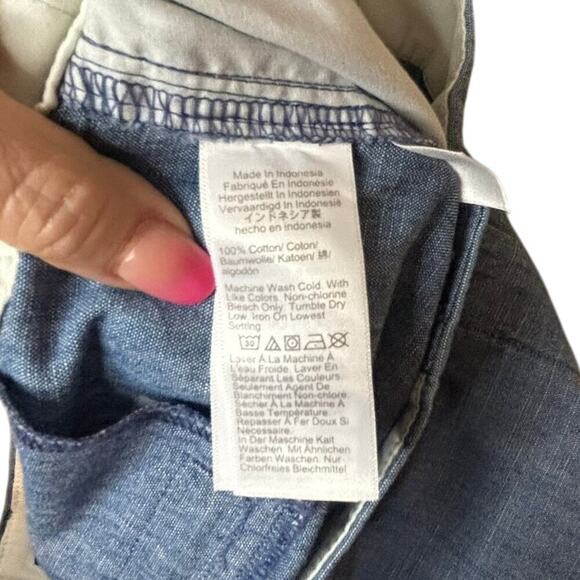 Made In Indonesia
Fabriqué En Indonésie
Hergestellt In Indonesien
Vervaardigd In Indonesië
インドネシア製
hecho en indonesia
100% Cotton/ Coton/
Baumwolle/ Katoen/ 綿/
algodón
Machine Wash Cold. With
Like Colors. Non-chlorine
Bleach Only. Tumble Dry
Low. Iron On Lowest
Setting
30
Laver À La Machine À
L'eau Froide. Laver En
Séparant Les Couleurs.
Seulement Agent De
Blanchiment Non-chlore.
Sécher À La Machine À
Basse Température.
Repasser À Fer Doux Si
Nécessaire.
In Der Maschine Kalt
Waschen. Mit Ähnlichen
Farben Waschen. Nur
Chlorfreies Bleichmittel